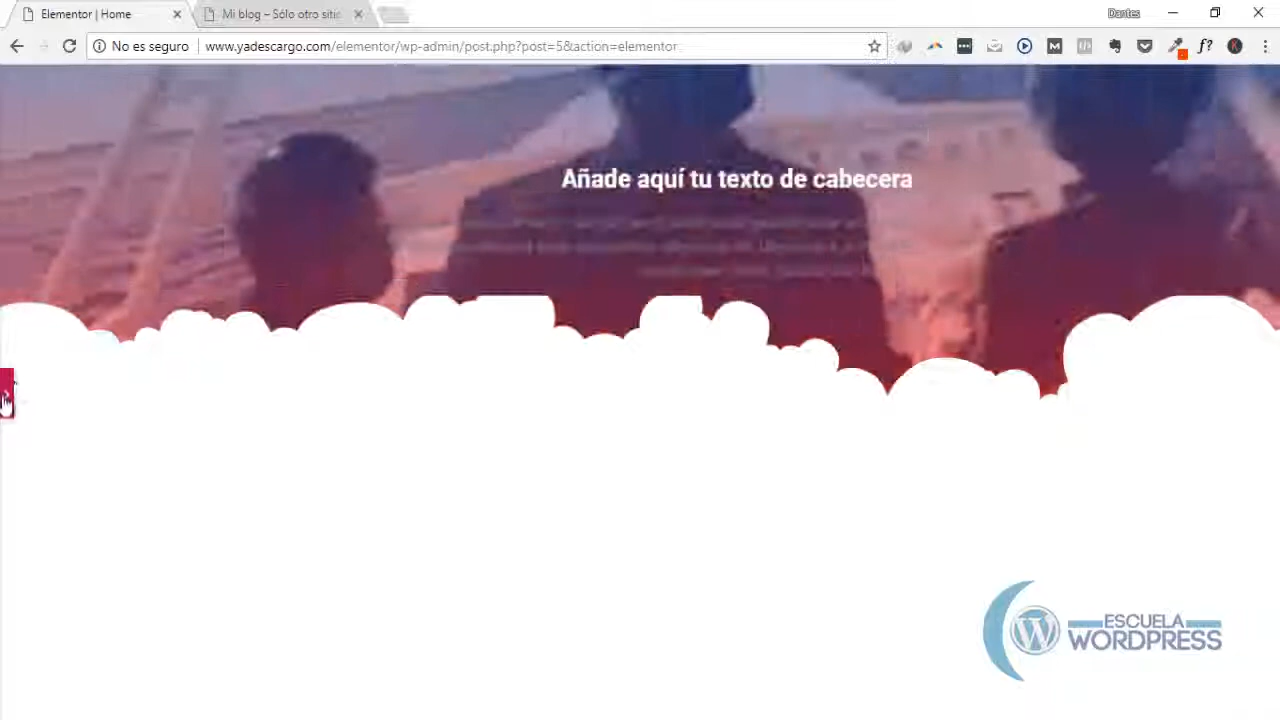 Elementor | Home
Mi blog – Sólo otro sitio
Dantes
No es seguro
www.yadescargo.com/elementor/wp-admin/post.php?post=5&action=elementor
M
f?
K
Añade aquí tu texto de cabecera
W
ESCUELA
WORDPRESS